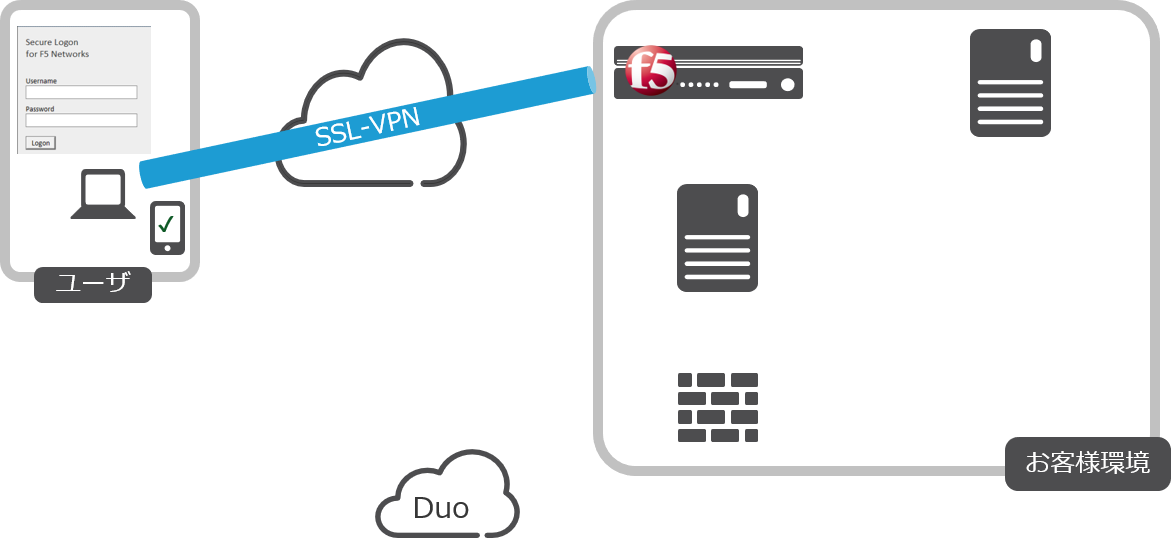 Secure Logon
for F5 Networks
Username
Password
Logon
ユーザ
SSL-VPN
f5
お客様環境
Duo